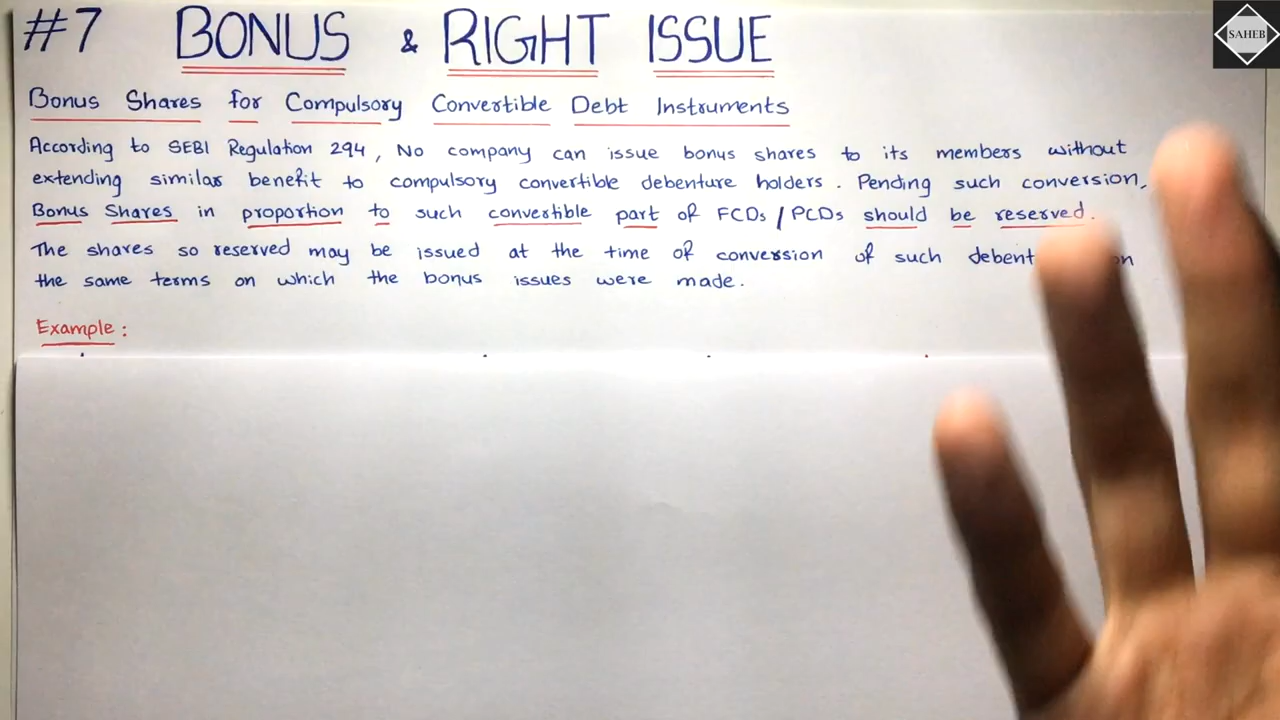 #7 BONUS & RIGHT ISSUE
SAHEB
Bonus Shares for Compulsory Convertible Debt Instruments
According to SEBI Regulation 294, No company can issue bonus shares to its members without
extending similar benefit to compulsory convertible debenture holders. Pending such conversion,
Bonus Shares in proportion to such convertible part of FCDs/PCDs should be reserved.
The shares so reserved may be issued at the time of conversion of such
the same terms on which the bonus issues were made.
Example: